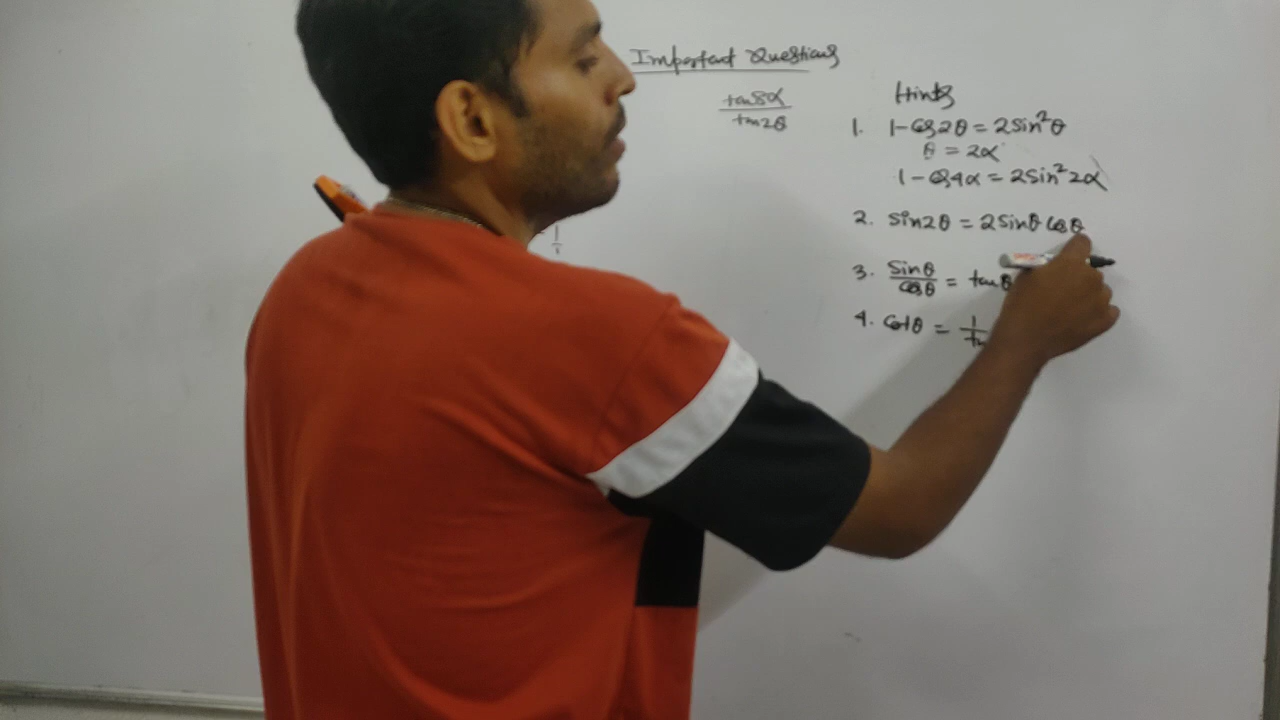 Important Questions
tan8α
tan2θ
Hints
1. 1-cos2θ = 2sin²θ
θ = 2α
1-cos4α = 2sin²2α
2. sin2θ = 2sinθ cosθ
3. sinθ/cosθ = tanθ
4. cotθ = 1/